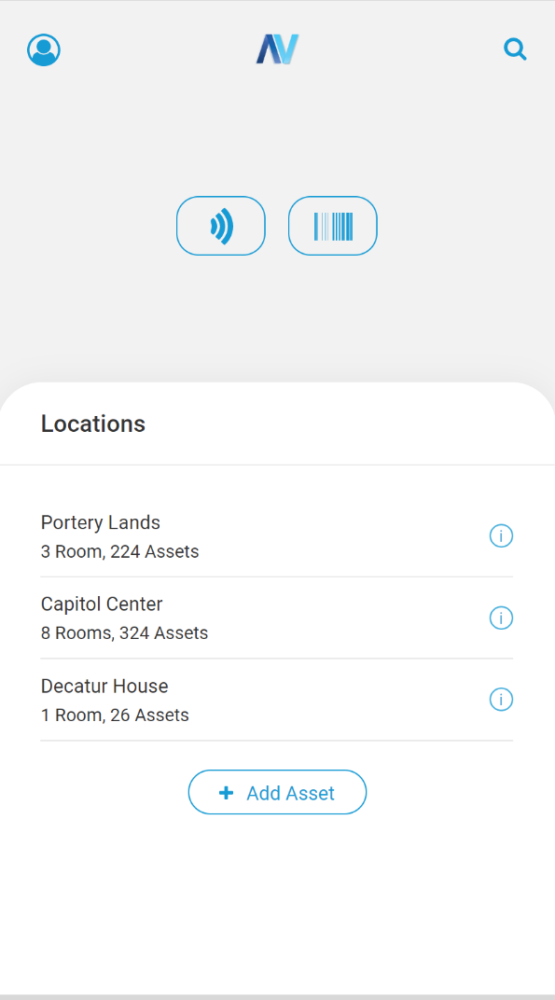 AV
Locations
Portery Lands
3 Room, 224 Assets
Capitol Center
8 Rooms, 324 Assets
Decatur House
1 Room, 26 Assets
Add Asset